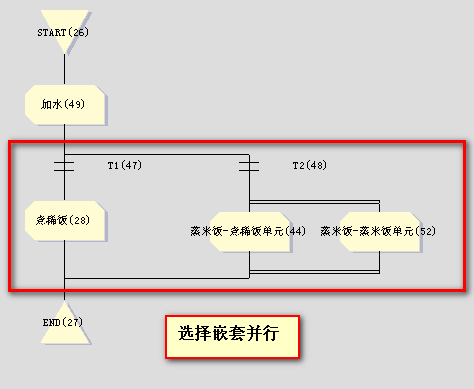 START(26)
加水(49)
T1(47)
T2(48)
煮稀饭(28)
蒸米饭-煮稀饭单元(44)
蒸米饭-蒸米饭单元(52)
END(27)
选择嵌套并行